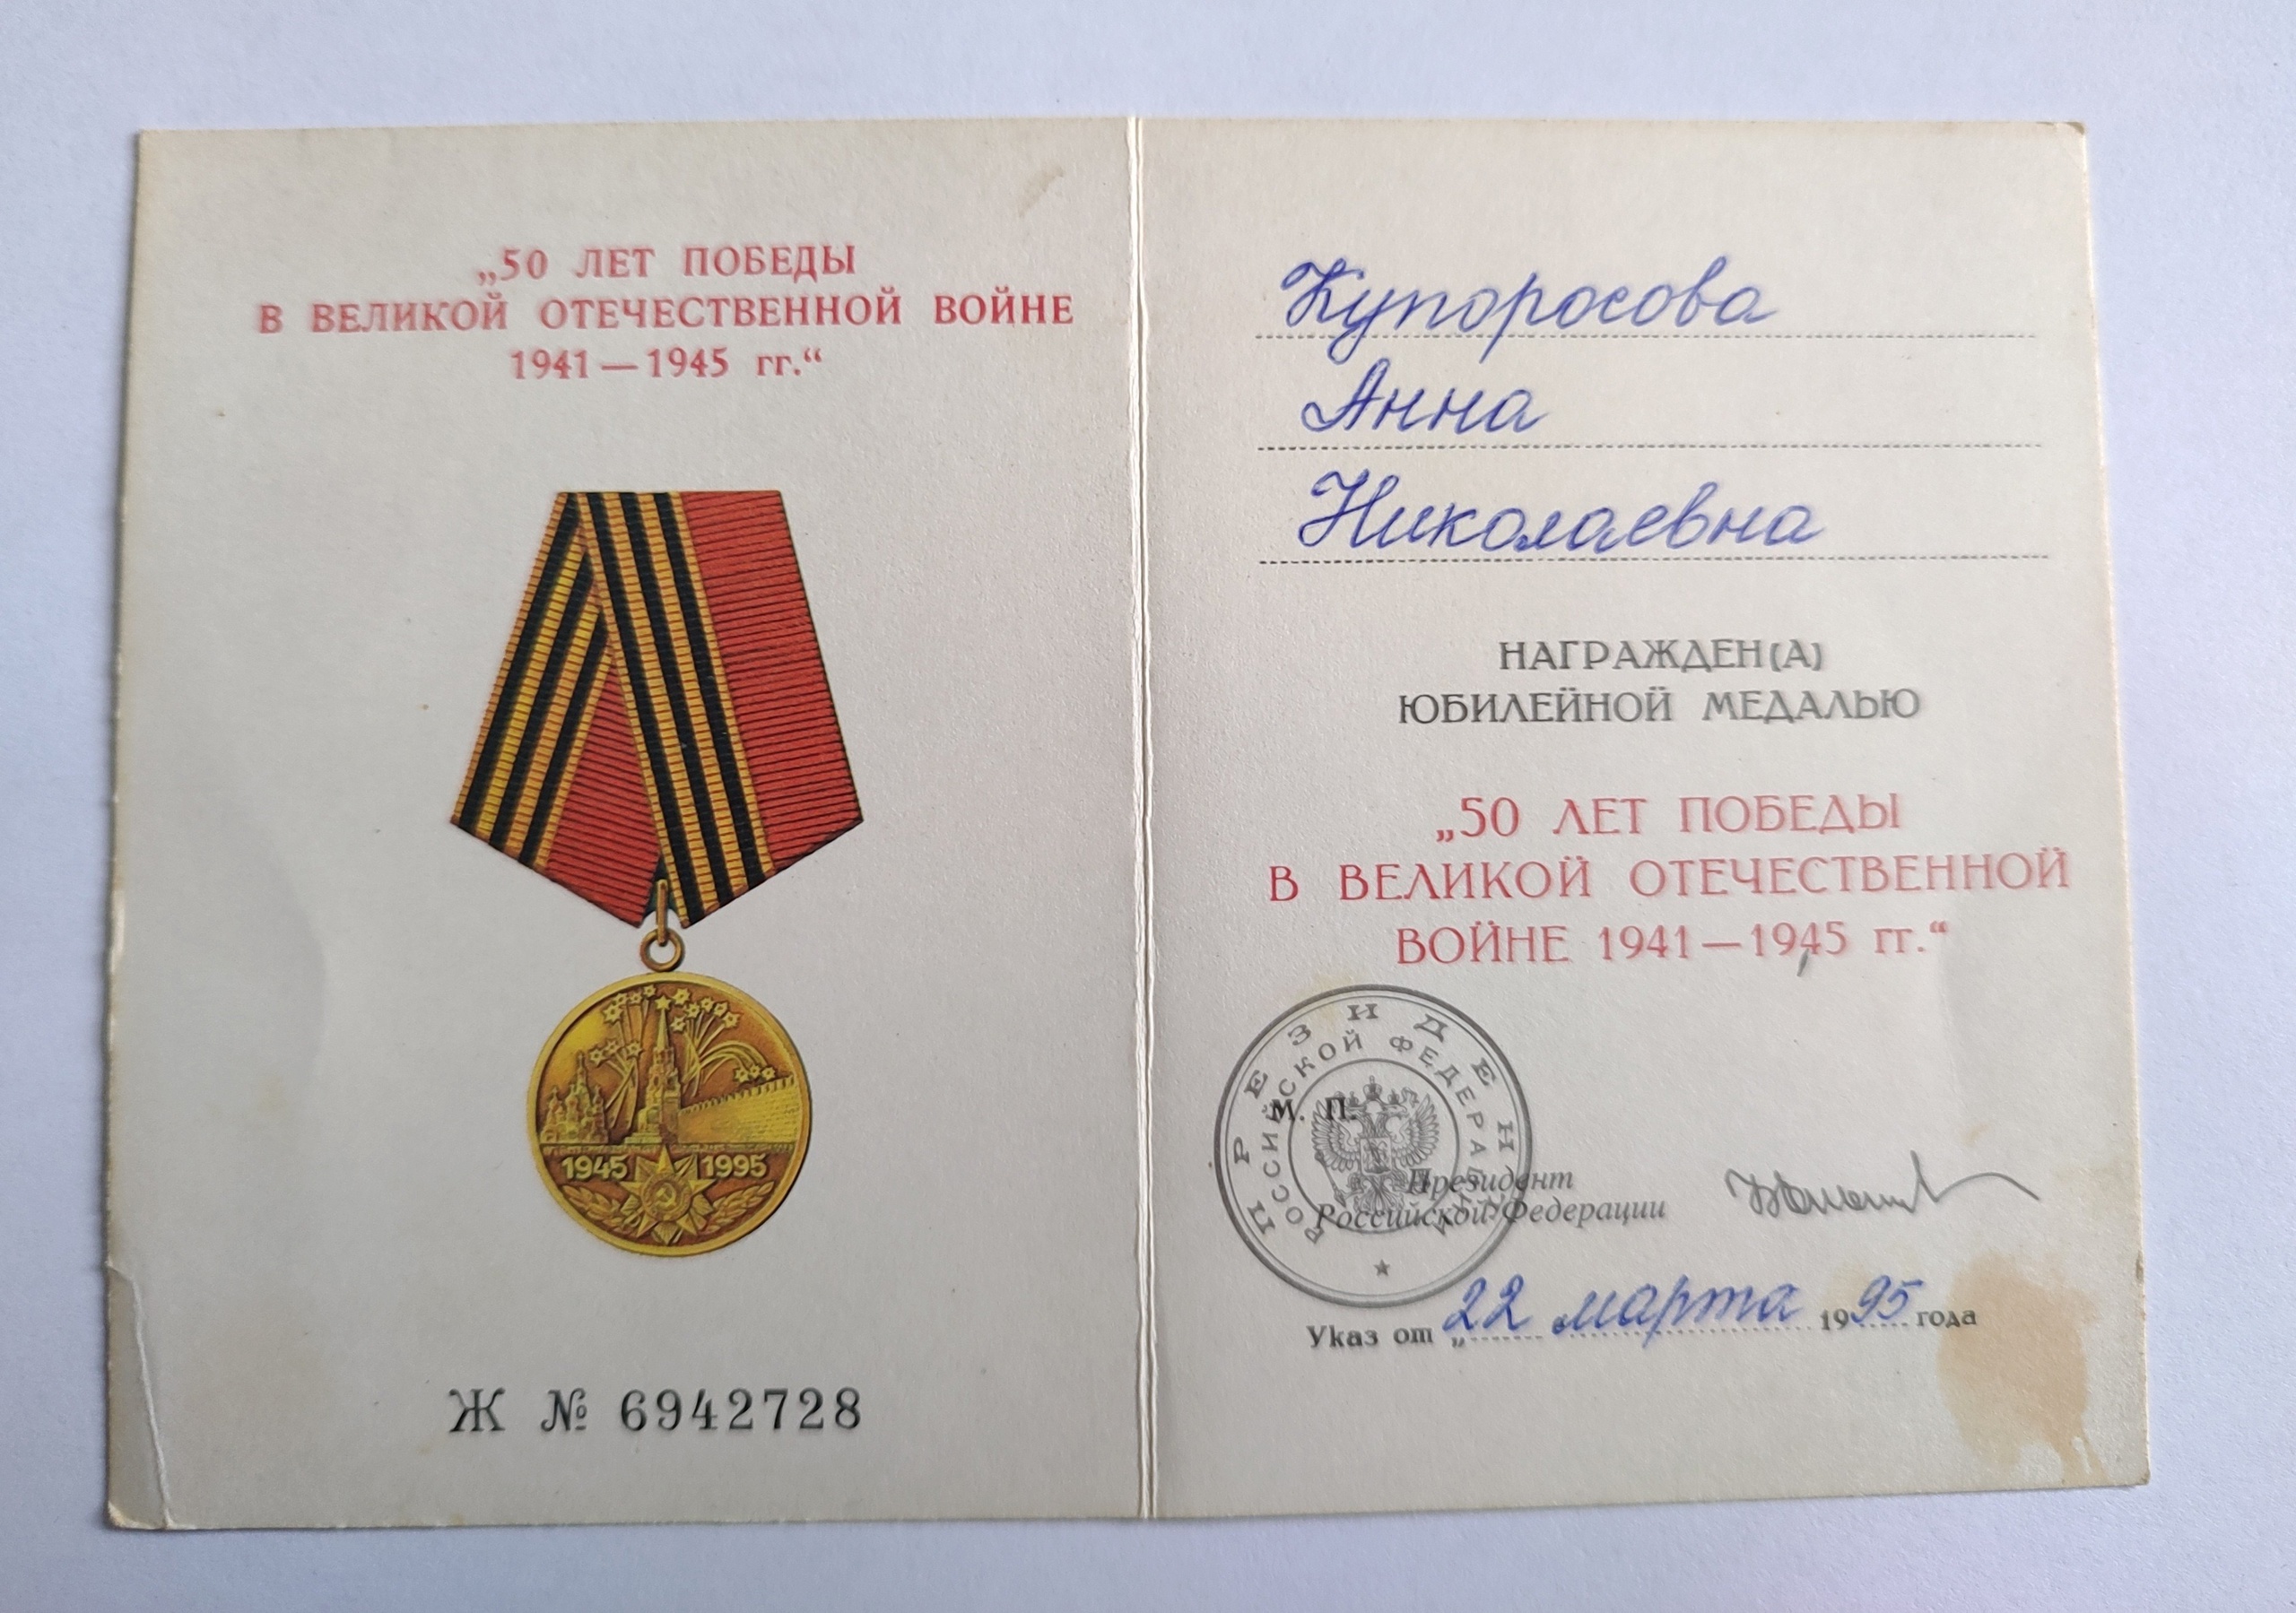 „50 ЛЕТ ПОБЕДЫ
В ВЕЛИКОЙ ОТЕЧЕСТВЕННОЙ ВОЙНЕ
1941—1945 гг.“
1945 1995
Ж № 6942728
Купоросова
Анна
Николаевна
НАГРАЖДЕН(А)
ЮБИЛЕЙНОЙ МЕДАЛЬЮ
„50 ЛЕТ ПОБЕДЫ
В ВЕЛИКОЙ ОТЕЧЕСТВЕННОЙ
ВОЙНЕ 1941—1945 гг.“
ПРЕЗИДЕН
РОССИЙСКОЙ ФЕДЕРАЦИИ
М. П.
Президент
Российской Федерации
Указ от „22 марта 1995 года